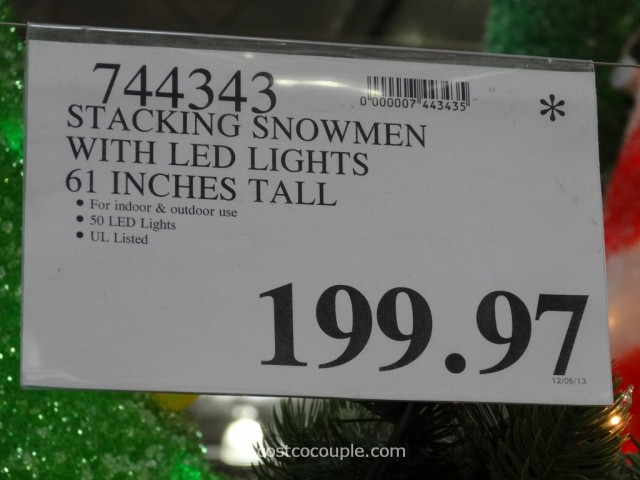 744343
0 000007 443435
*
STACKING SNOWMEN
WITH LED LIGHTS
61 INCHES TALL
• For indoor & outdoor use
• 50 LED Lights
• UL Listed
199.97
12/05/13
costcocouple.com